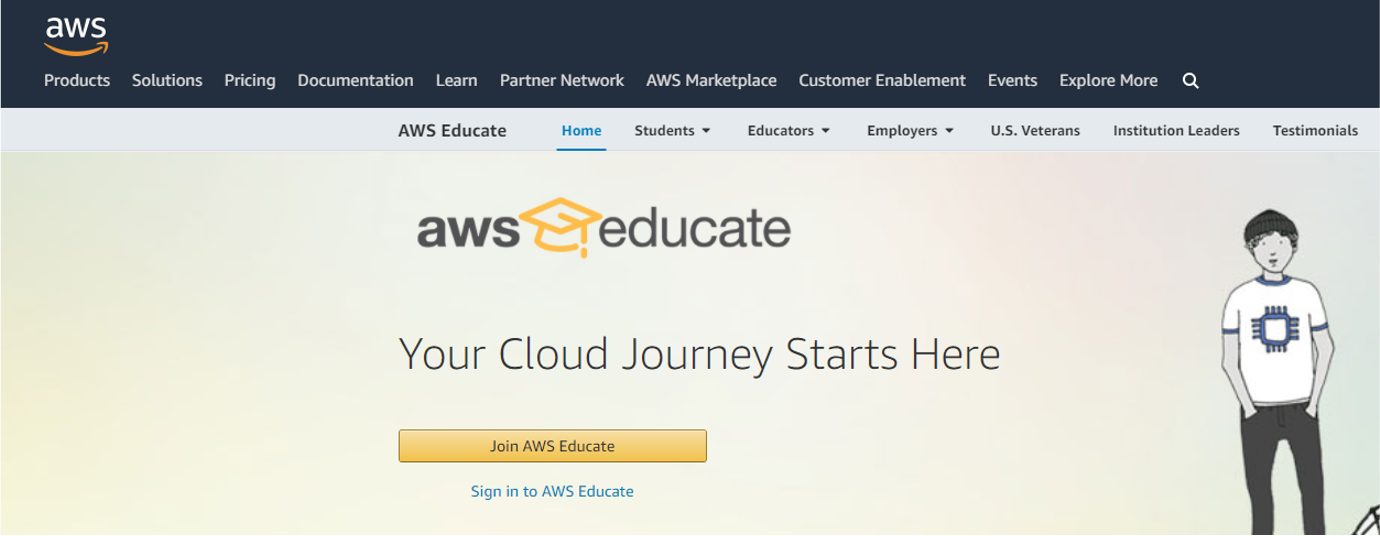 aws
Products Solutions Pricing Documentation Learn Partner Network AWS Marketplace Customer Enablement Events Explore More
AWS Educate Home Students Educators Employers U.S. Veterans Institution Leaders Testimonials
aws educate
Your Cloud Journey Starts Here
Join AWS Educate
Sign in to AWS Educate